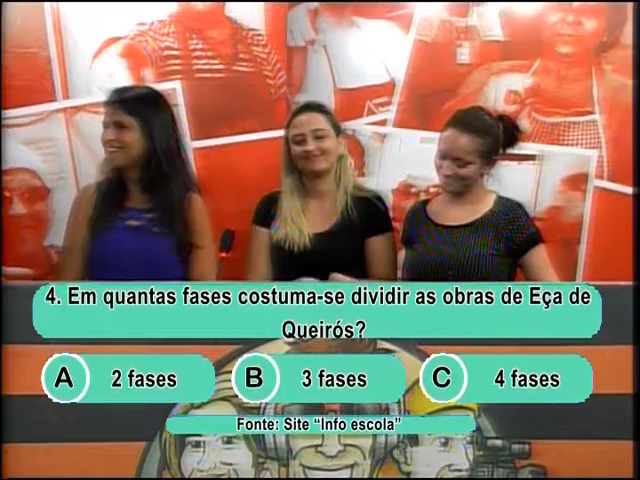 4. Em quantas fases costuma-se dividir as obras de Eça de
Queirós?
A 2 fases
B 3 fases
C 4 fases
Fonte: Site “Info escola”